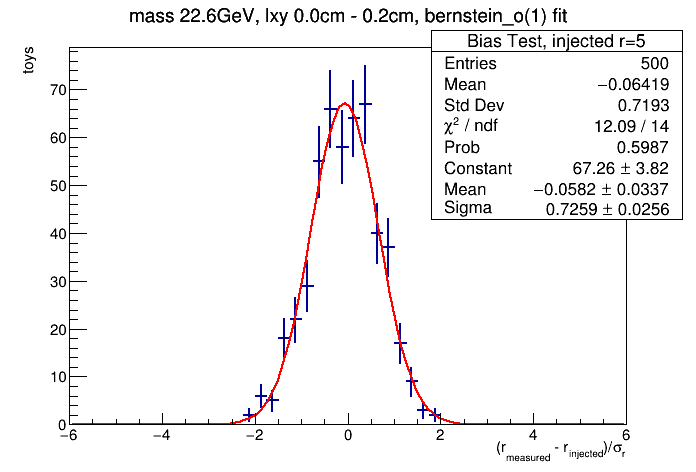 mass 22.6GeV, lxy 0.0cm - 0.2cm, bernstein_o(1) fit
Bias Test, injected r=5
Entries 500
Mean −0.06419
Std Dev 0.7193
χ² / ndf 12.09 / 14
Prob 0.5987
Constant 67.26 ± 3.82
Mean −0.0582 ± 0.0337
Sigma 0.7259 ± 0.0256
toys
70
60
50
40
30
20
10
0
−6 −4 −2 0 2 4 6
(r_measured - r_injected)/σ_r